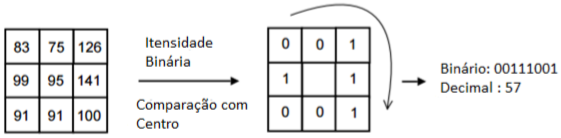 83 75 126
99 95 141
91 91 100
Itensidade
Binária
Comparação com
Centro
0 0 1
1 1
0 0 1
Binário: 00111001
Decimal : 57